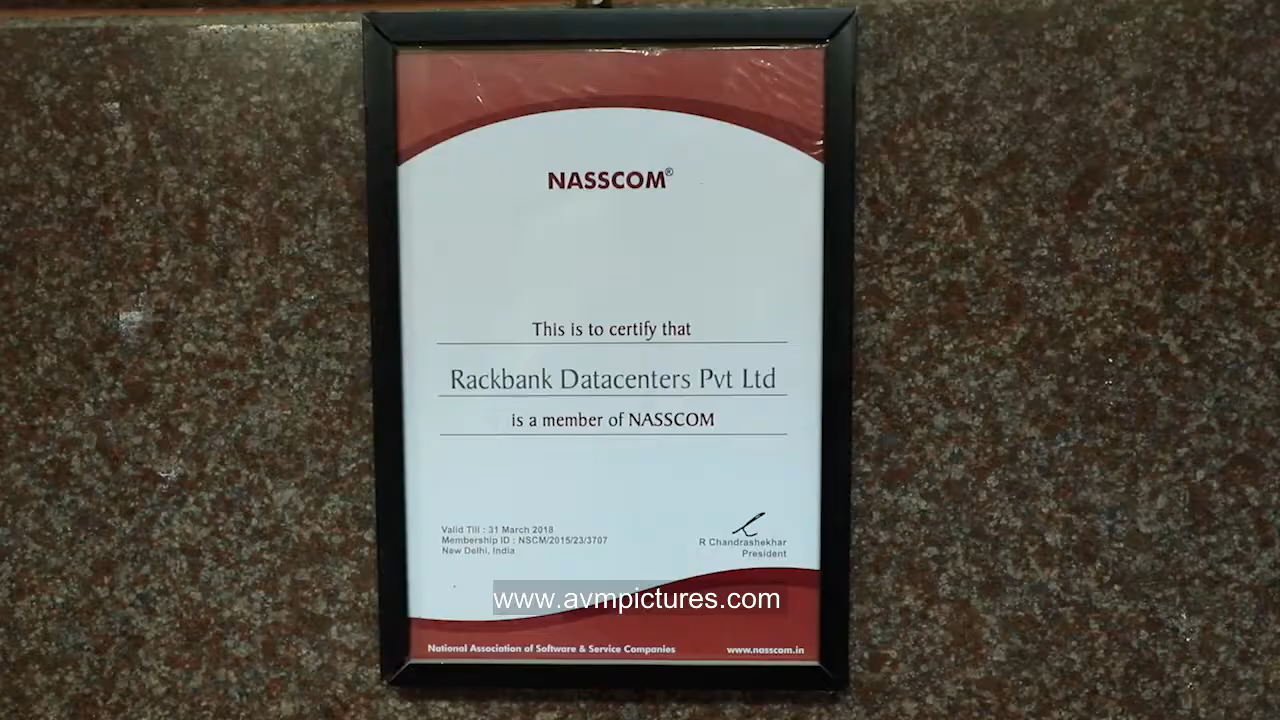 NASSCOM®
This is to certify that
Rackbank Datacenters Pvt Ltd
is a member of NASSCOM
Valid Till : 31 March 2018
Membership ID : NSCM/2015/23/3707
New Delhi, India
R Chandrashekhar
President
www.avmpictures.com
National Association of Software & Service Companies
www.nasscom.in